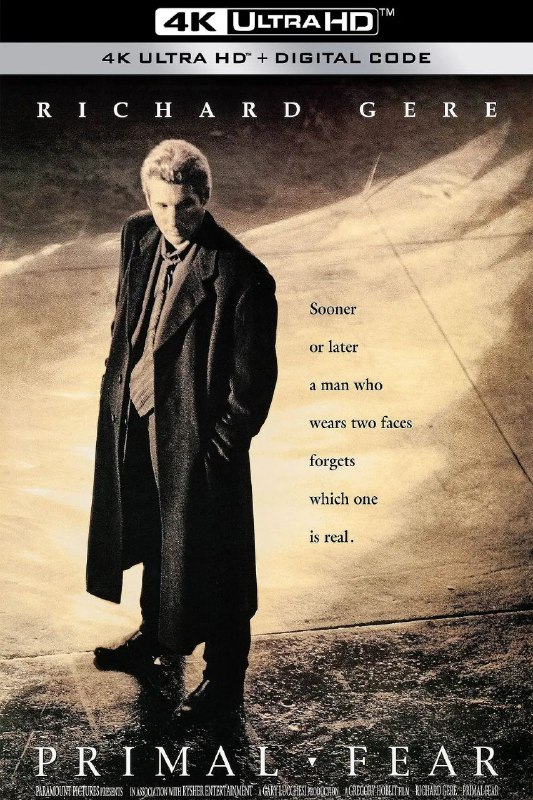 4K ULTRA HD™
4K ULTRA HD™ + DIGITAL CODE
RICHARD GERE
Sooner
or later
a man who
wears two faces
forgets
which one
is real.
PRIMAL FEAR
PARAMOUNT PICTURES PRESENTS IN ASSOCIATION WITH RYSHER ENTERTAINMENT A GARY LUCCHESI PRODUCTION A GREGORY HOBLIT FILM RICHARD GERE PRIMAL FEAR